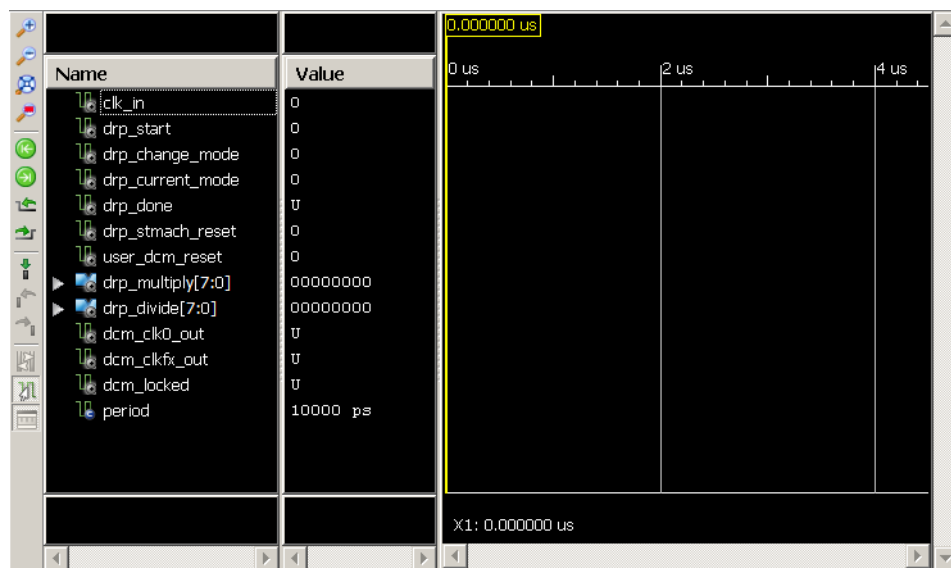 0.000000 us
Name Value 0 us 2 us 4 us
clk_in 0
drp_start 0
drp_change_mode 0
drp_current_mode 0
drp_done U
drp_stmach_reset 0
user_dcm_reset 0
drp_multiply[7:0] 00000000
drp_divide[7:0] 00000000
dcm_clk0_out U
dcm_clkfx_out U
dcm_locked U
period 10000 ps
X1: 0.000000 us